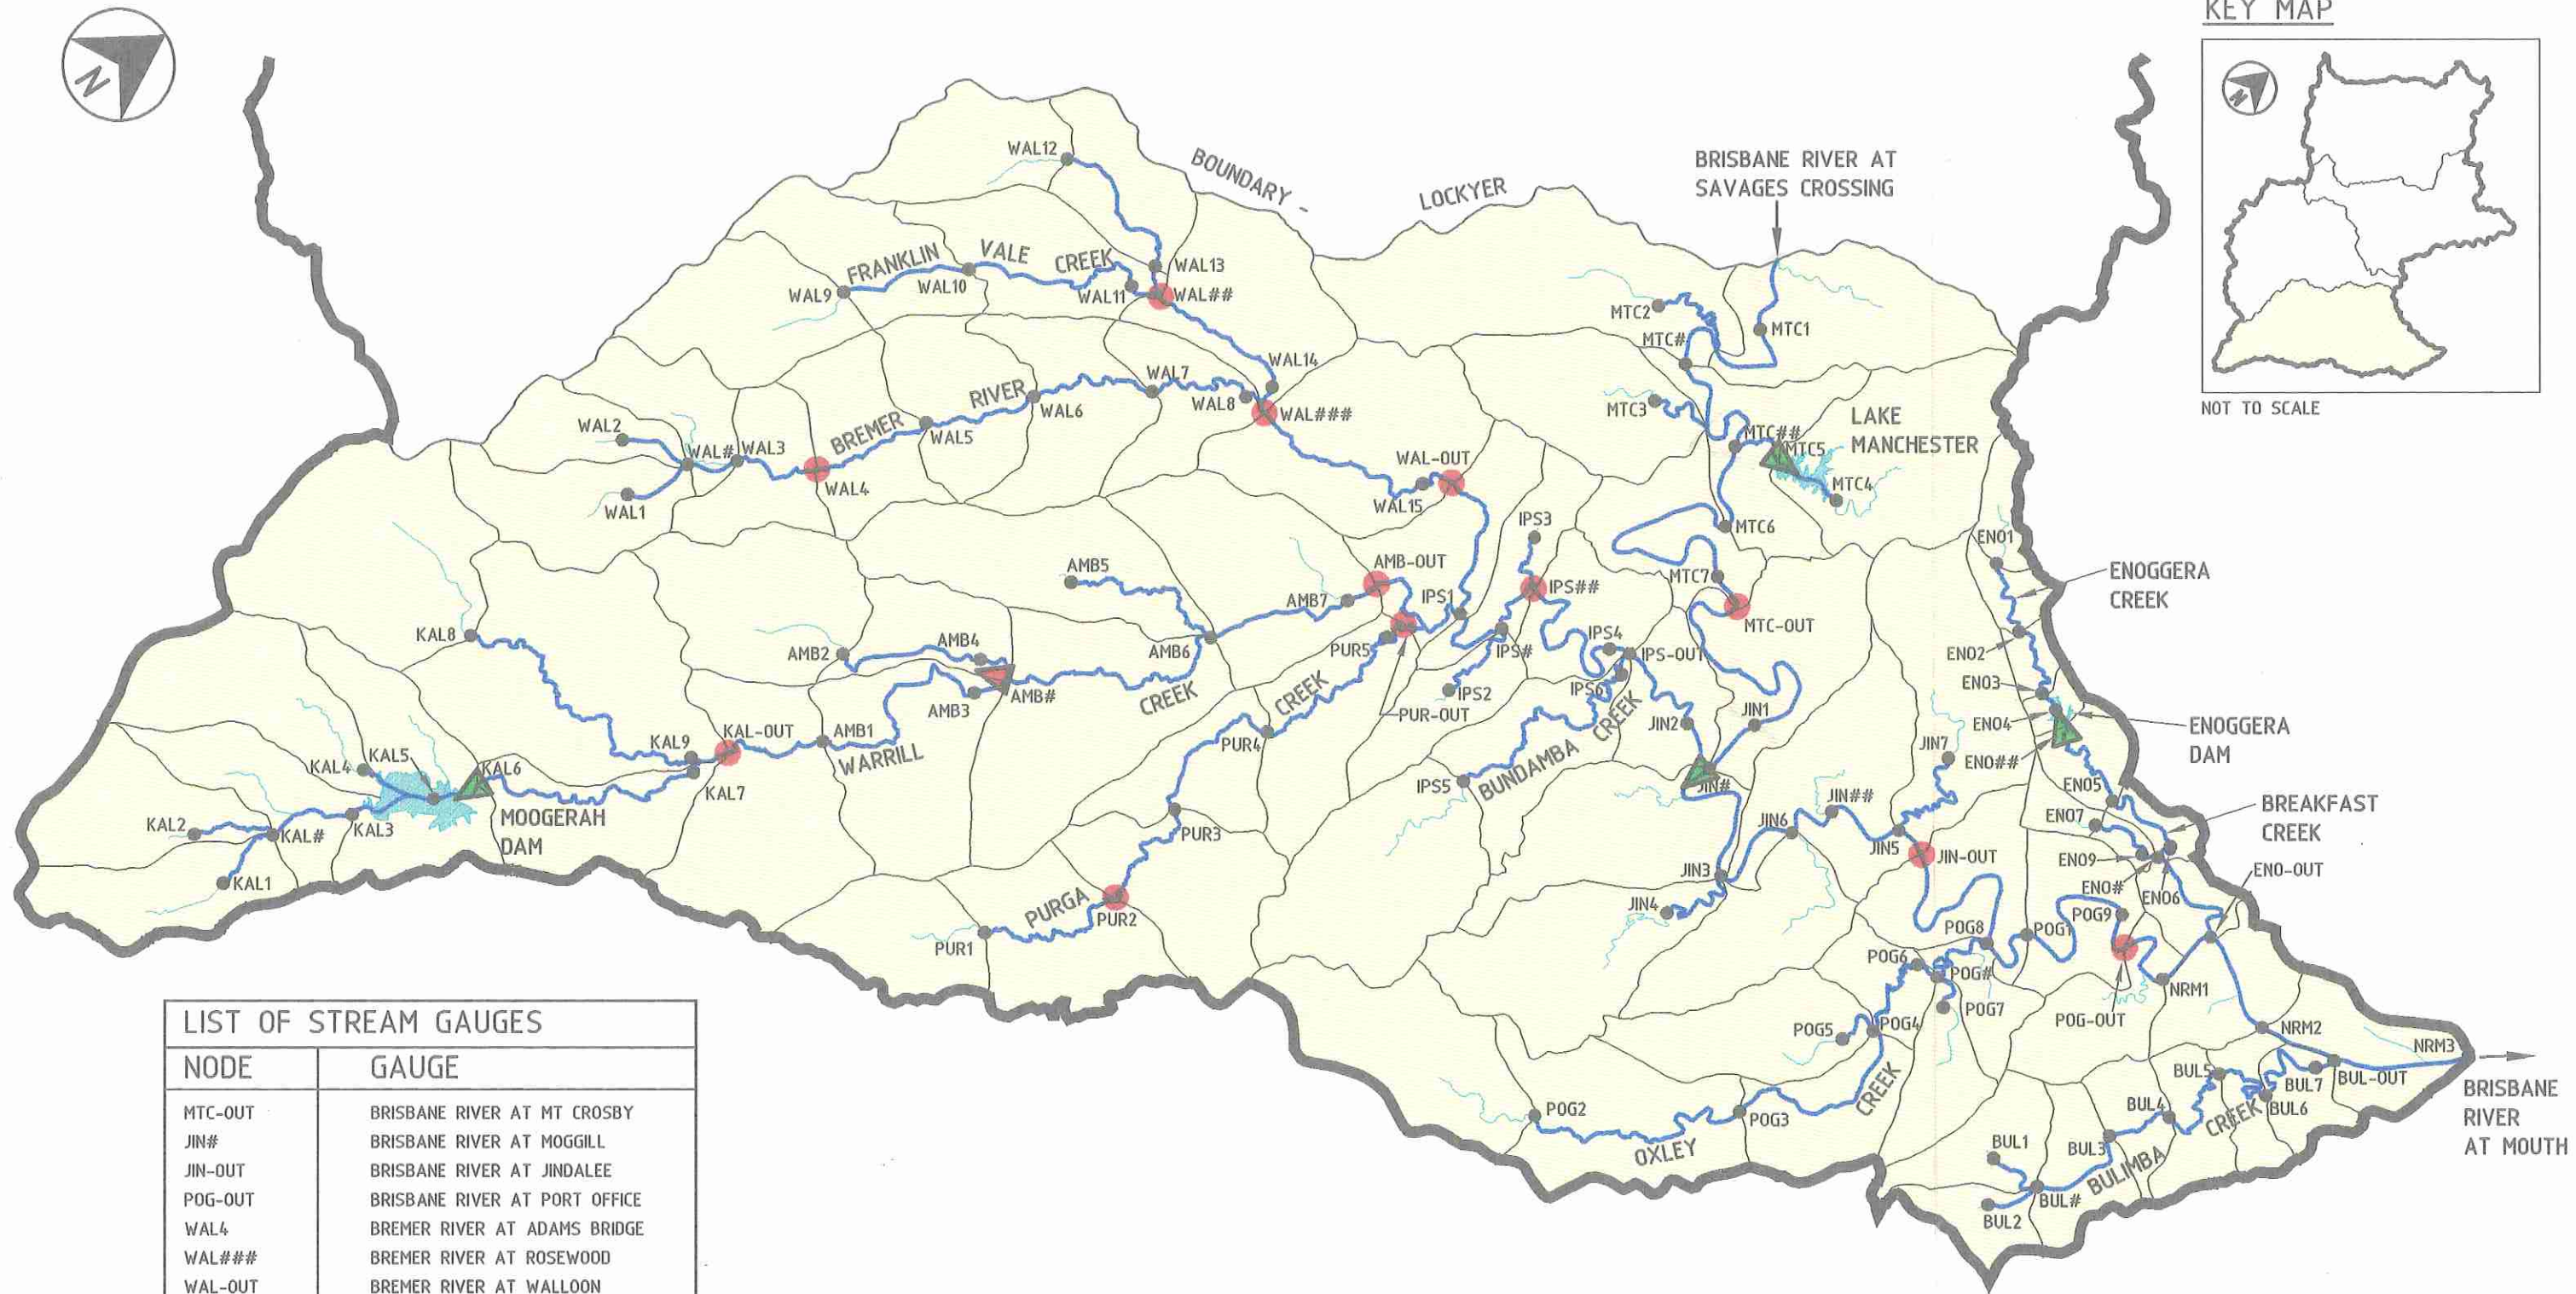 KEY MAP
N
N
NOT TO SCALE
BOUNDARY - LOCKYER
BRISBANE RIVER AT
SAVAGES CROSSING
WAL12
WAL13
WAL##
FRANKLIN VALE CREEK
WAL9
WAL10
WAL11
WAL14
MTC2
MTC1
MTC#
MTC3
MTC##
MTC5
MTC4
LAKE
MANCHESTER
WAL7
WAL8
WAL###
BREMER RIVER
WAL6
WAL5
WAL2
WAL#
WAL3
WAL4
WAL1
WAL-OUT
WAL15
MTC6
MTC7
MTC-OUT
IPS3
IPS##
IPS1
IPS#
IPS2
IPS4
IPS-OUT
IPS6
IPS5
BUNDAMBA CREEK
AMB5
AMB-OUT
AMB7
AMB6
AMB4
AMB2
AMB#
AMB3
AMB1
WARRILL CREEK
PUR5
PUR-OUT
PUR4
PUR3
PUR2
PUR1
PURGA CREEK
KAL8
KAL9
KAL-OUT
KAL7
KAL5
KAL4
KAL6
KAL3
KAL2
KAL#
KAL1
MOOGERAH
DAM
JIN1
JIN2
JIN#
JIN7
JIN##
JIN6
JIN5
JIN-OUT
JIN3
JIN4
ENO1
ENOGGERA
CREEK
ENO2
ENO3
ENO4
ENOGGERA
DAM
ENO##
ENO5
ENO7
BREAKFAST
CREEK
ENO9
ENO#
ENO6
ENO-OUT
POG9
POG1
POG8
POG6
POG#
POG7
POG-OUT
NRM1
POG5
POG4
POG2
POG3
OXLEY CREEK
NRM2
NRM3
BRISBANE
RIVER
AT MOUTH
BUL5
BUL7
BUL-OUT
BUL6
BUL4
BUL3
BUL1
BUL#
BUL2
BULIMBA CREEK
LIST OF STREAM GAUGES
NODE GAUGE
MTC-OUT BRISBANE RIVER AT MT CROSBY
JIN# BRISBANE RIVER AT MOGGILL
JIN-OUT BRISBANE RIVER AT JINDALEE
POG-OUT BRISBANE RIVER AT PORT OFFICE
WAL4 BREMER RIVER AT ADAMS BRIDGE
WAL### BREMER RIVER AT ROSEWOOD
WAL-OUT BREMER RIVER AT WALLOON